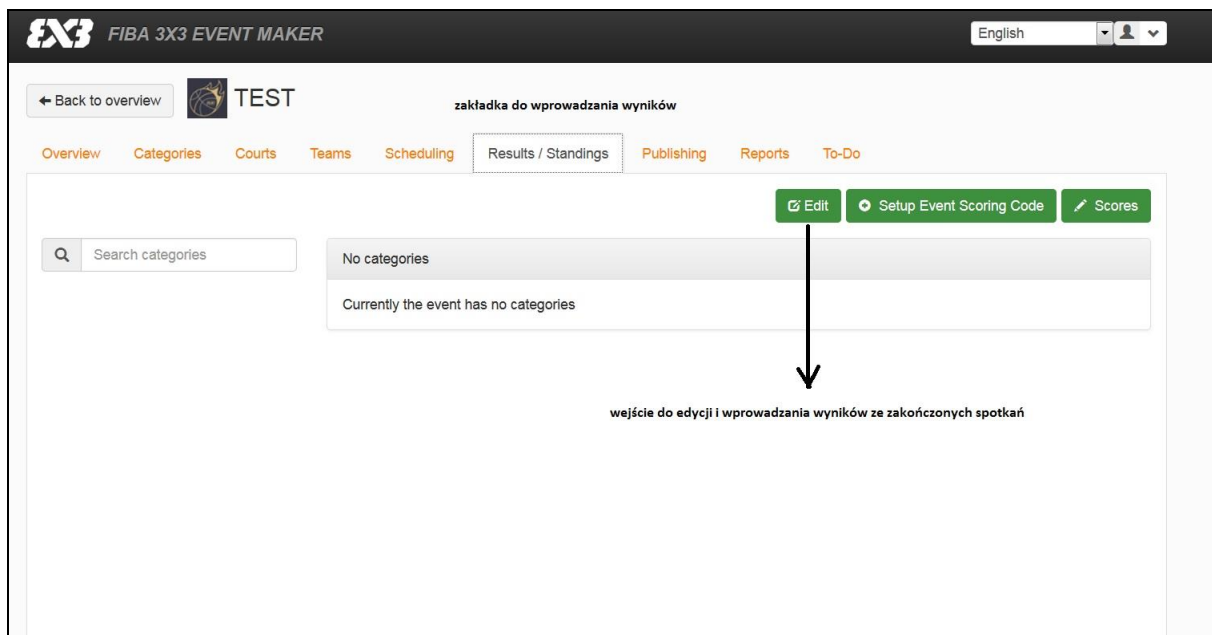 3X3 FIBA 3X3 EVENT MAKER English
Back to overview TEST
zakładka do wprowadzania wyników
Overview Categories Courts Teams Scheduling Results / Standings Publishing Reports To-Do
Edit Setup Event Scoring Code Scores
Search categories
No categories
Currently the event has no categories
wejście do edycji i wprowadzania wyników ze zakończonych spotkań